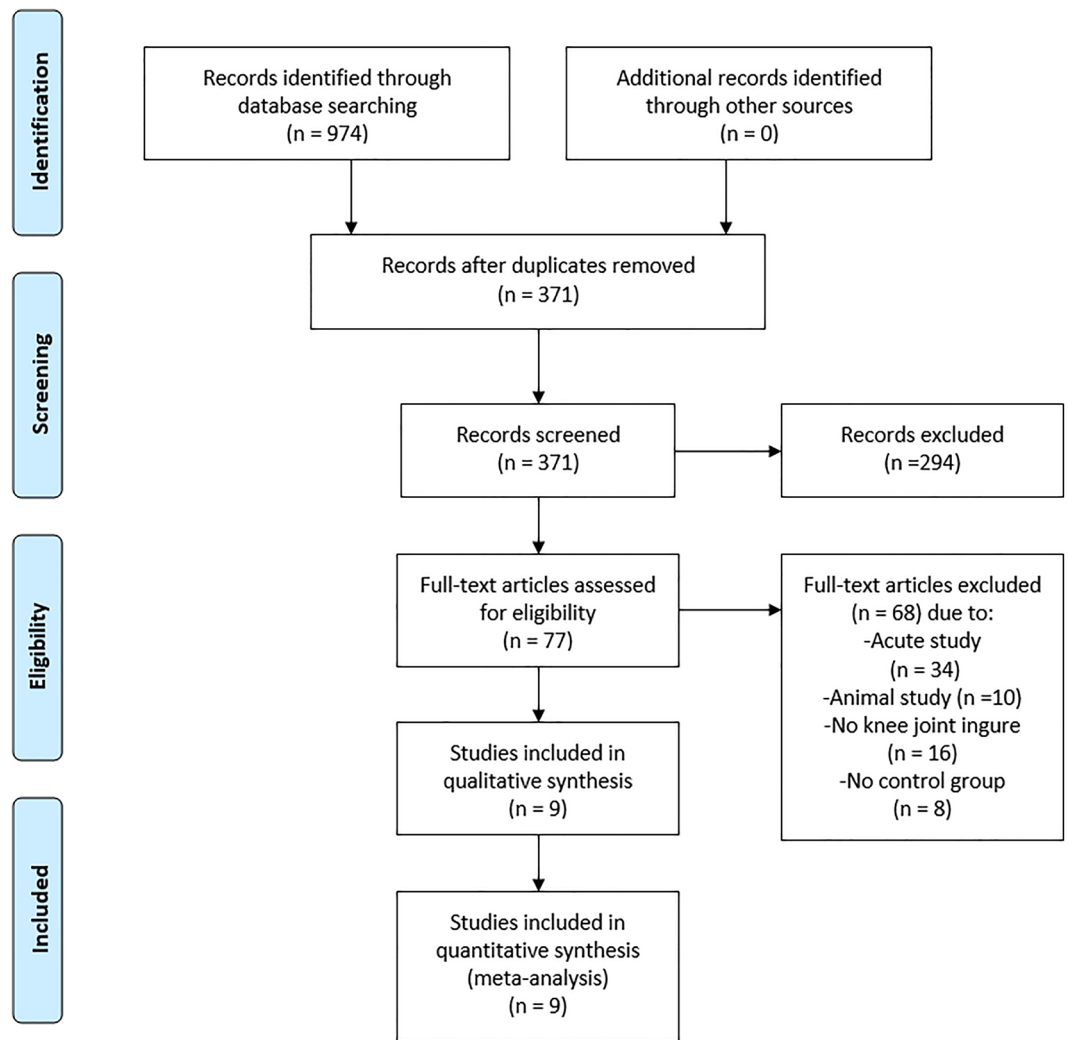 Identification
Records identified through
database searching
(n = 974)
Additional records identified
through other sources
(n = 0)
Records after duplicates removed
(n = 371)
Screening
Records screened
(n = 371)
Records excluded
(n =294)
Eligibility
Full-text articles assessed
for eligibility
(n = 77)
Full-text articles excluded
(n = 68) due to:
-Acute study
(n = 34)
-Animal study (n =10)
-No knee joint ingure
(n = 16)
-No control group
(n = 8)
Studies included in
qualitative synthesis
(n = 9)
Included
Studies included in
quantitative synthesis
(meta-analysis)
(n = 9)